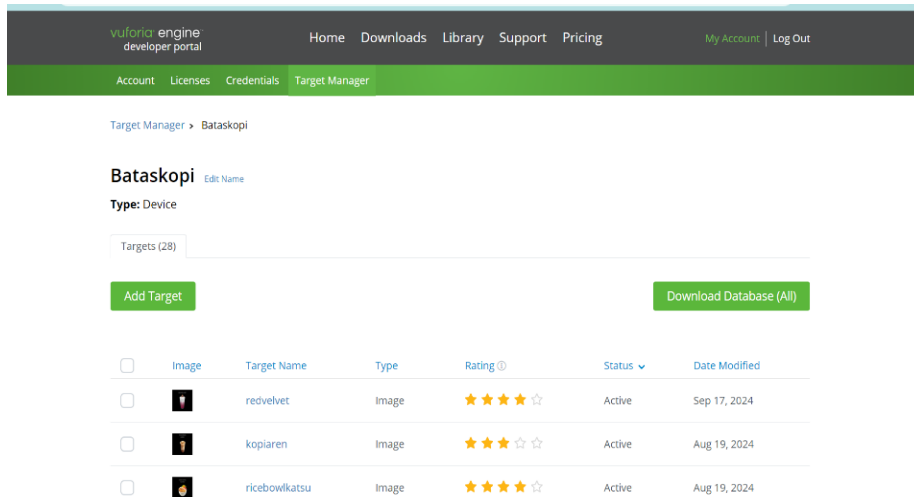 vuforia engine
developer portal
Home Downloads Library Support Pricing
My Account | Log Out
Account Licenses Credentials Target Manager
Target Manager > Bataskopi
Bataskopi Edit Name
Type: Device
Targets (28)
Add Target
Download Database (All)
Image Target Name Type Rating Status Date Modified
redvelvet Image Active Sep 17, 2024
kopiaren Image Active Aug 19, 2024
ricebowlkatsu Image Active Aug 19, 2024